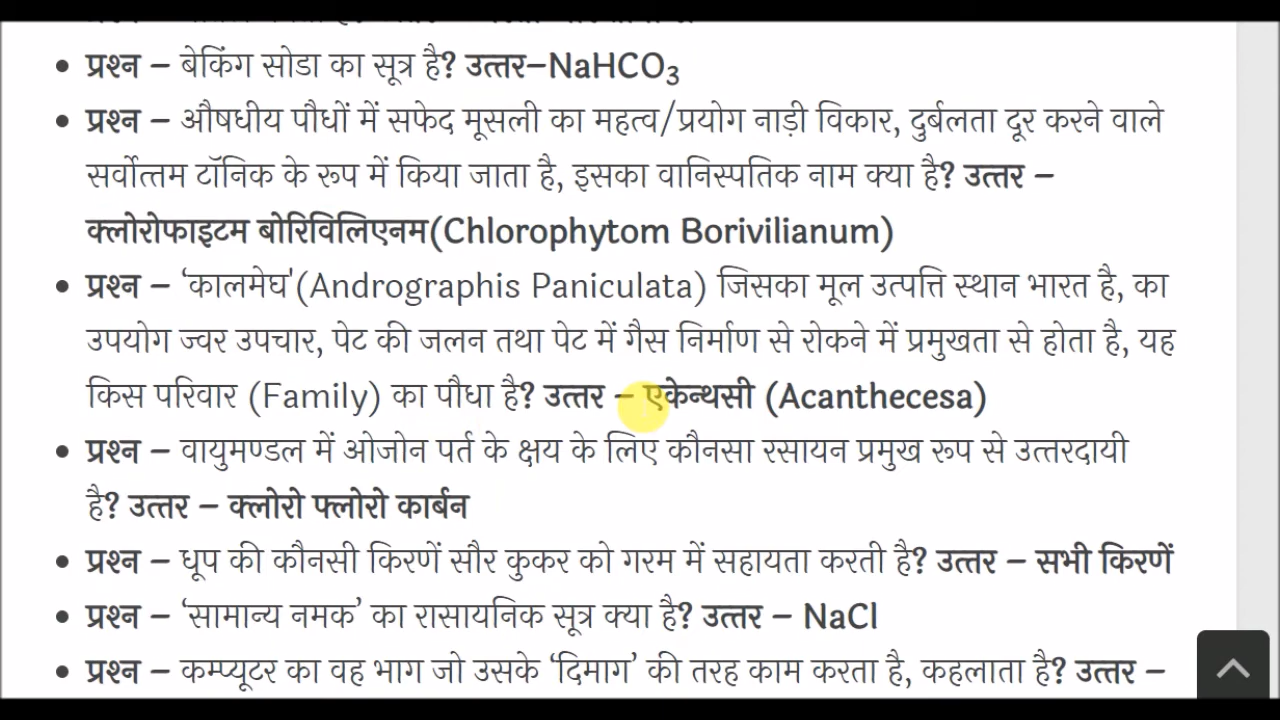 प्रश्न – बेकिंग सोडा का सूत्र है? उत्तर–NaHCO₃
प्रश्न – औषधीय पौधों में सफेद मूसली का महत्व/प्रयोग नाड़ी विकार, दुर्बलता दूर करने वाले
सर्वोत्तम टॉनिक के रूप में किया जाता है, इसका वानिस्पतिक नाम क्या है? उत्तर –
क्लोरोफाइटम बोरिविलिएनम(Chlorophytom Borivilianum)
प्रश्न – ‘कालमेघ'(Andrographis Paniculata) जिसका मूल उत्पत्ति स्थान भारत है, का
उपयोग ज्वर उपचार, पेट की जलन तथा पेट में गैस निर्माण से रोकने में प्रमुखता से होता है, यह
किस परिवार (Family) का पौधा है? उत्तर – एकेन्थसी (Acanthecesa)
प्रश्न – वायुमण्डल में ओजोन पर्त के क्षय के लिए कौनसा रसायन प्रमुख रूप से उत्तरदायी
है? उत्तर – क्लोरो फ्लोरो कार्बन
प्रश्न – धूप की कौनसी किरणें सौर कुकर को गरम में सहायता करती है? उत्तर – सभी किरणें
प्रश्न – ‘सामान्य नमक’ का रासायनिक सूत्र क्या है? उत्तर – NaCl
प्रश्न – कम्प्यूटर का वह भाग जो उसके ‘दिमाग’ की तरह काम करता है, कहलाता है? उत्तर –